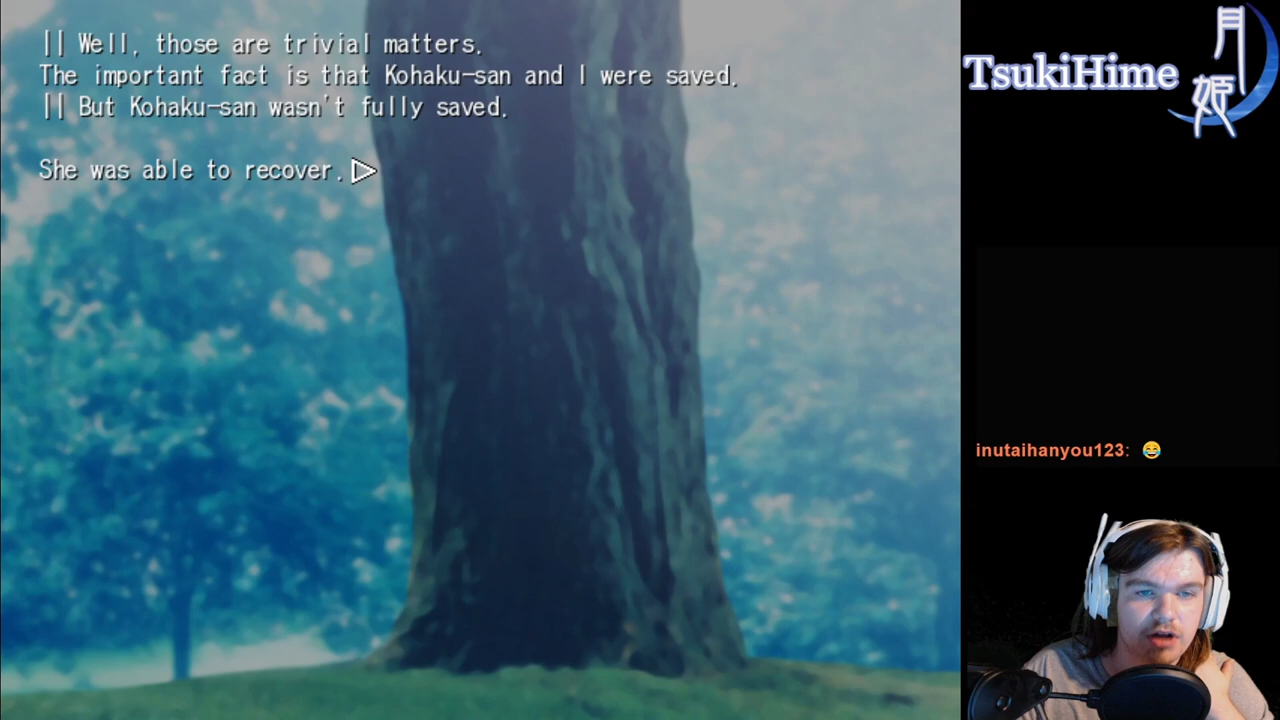 || Well, those are trivial matters.
The important fact is that Kohaku-san and I were saved.
|| But Kohaku-san wasn't fully saved.
She was able to recover.
TsukiHime
月姫
inutaihanyou123: 😂